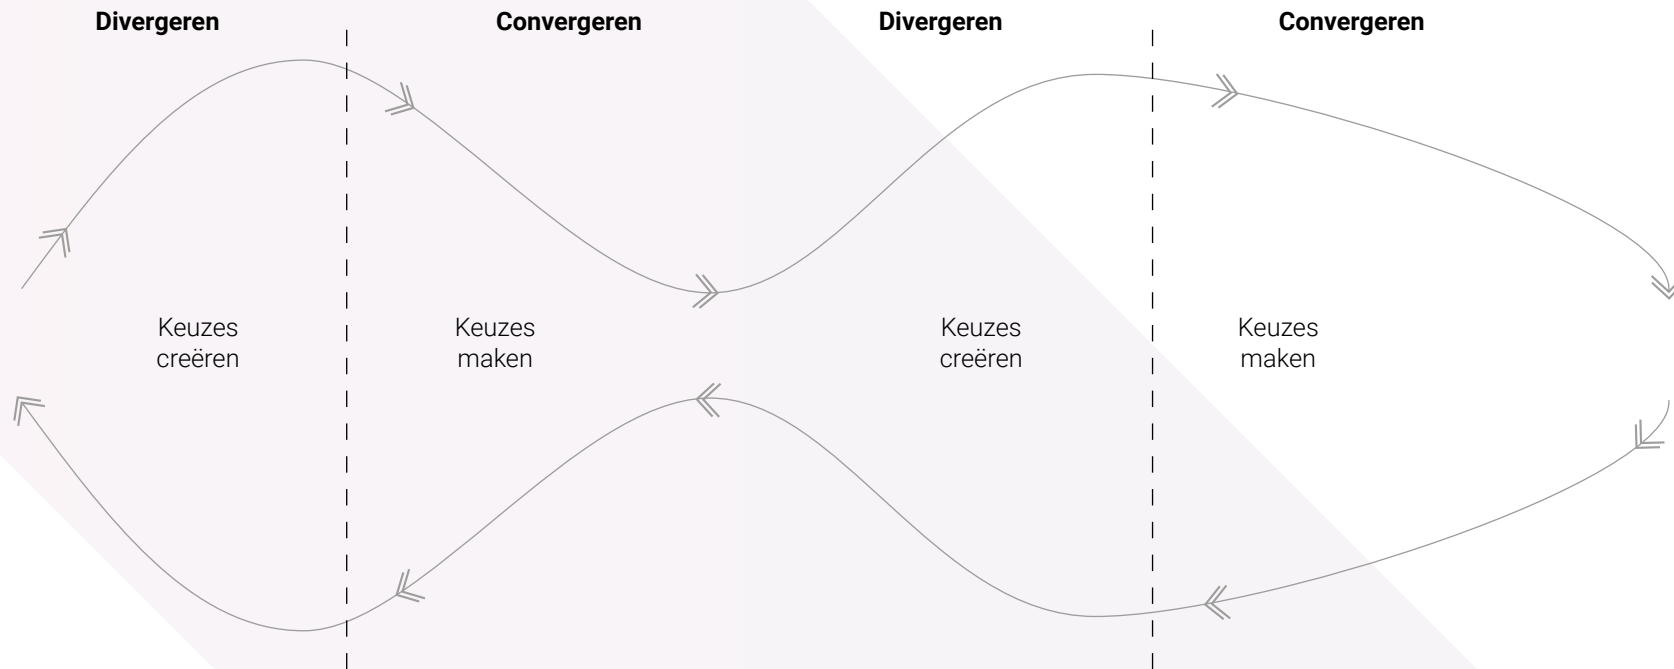 Divergeren
Convergeren
Divergeren
Convergeren
Keuzes
creëren
Keuzes
maken
Keuzes
creëren
Keuzes
maken